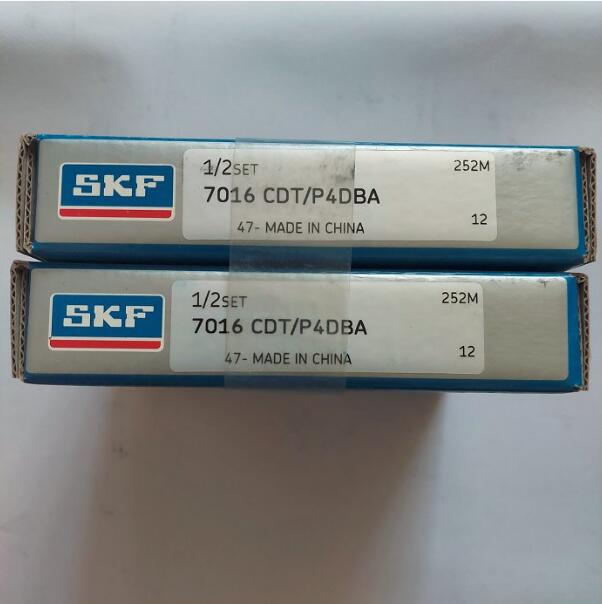 SKF
1/2SET
252M
7016 CDT/P4DBA
47- MADE IN CHINA
12
SKF
1/2SET
252M
7016 CDT/P4DBA
47- MADE IN CHINA
12